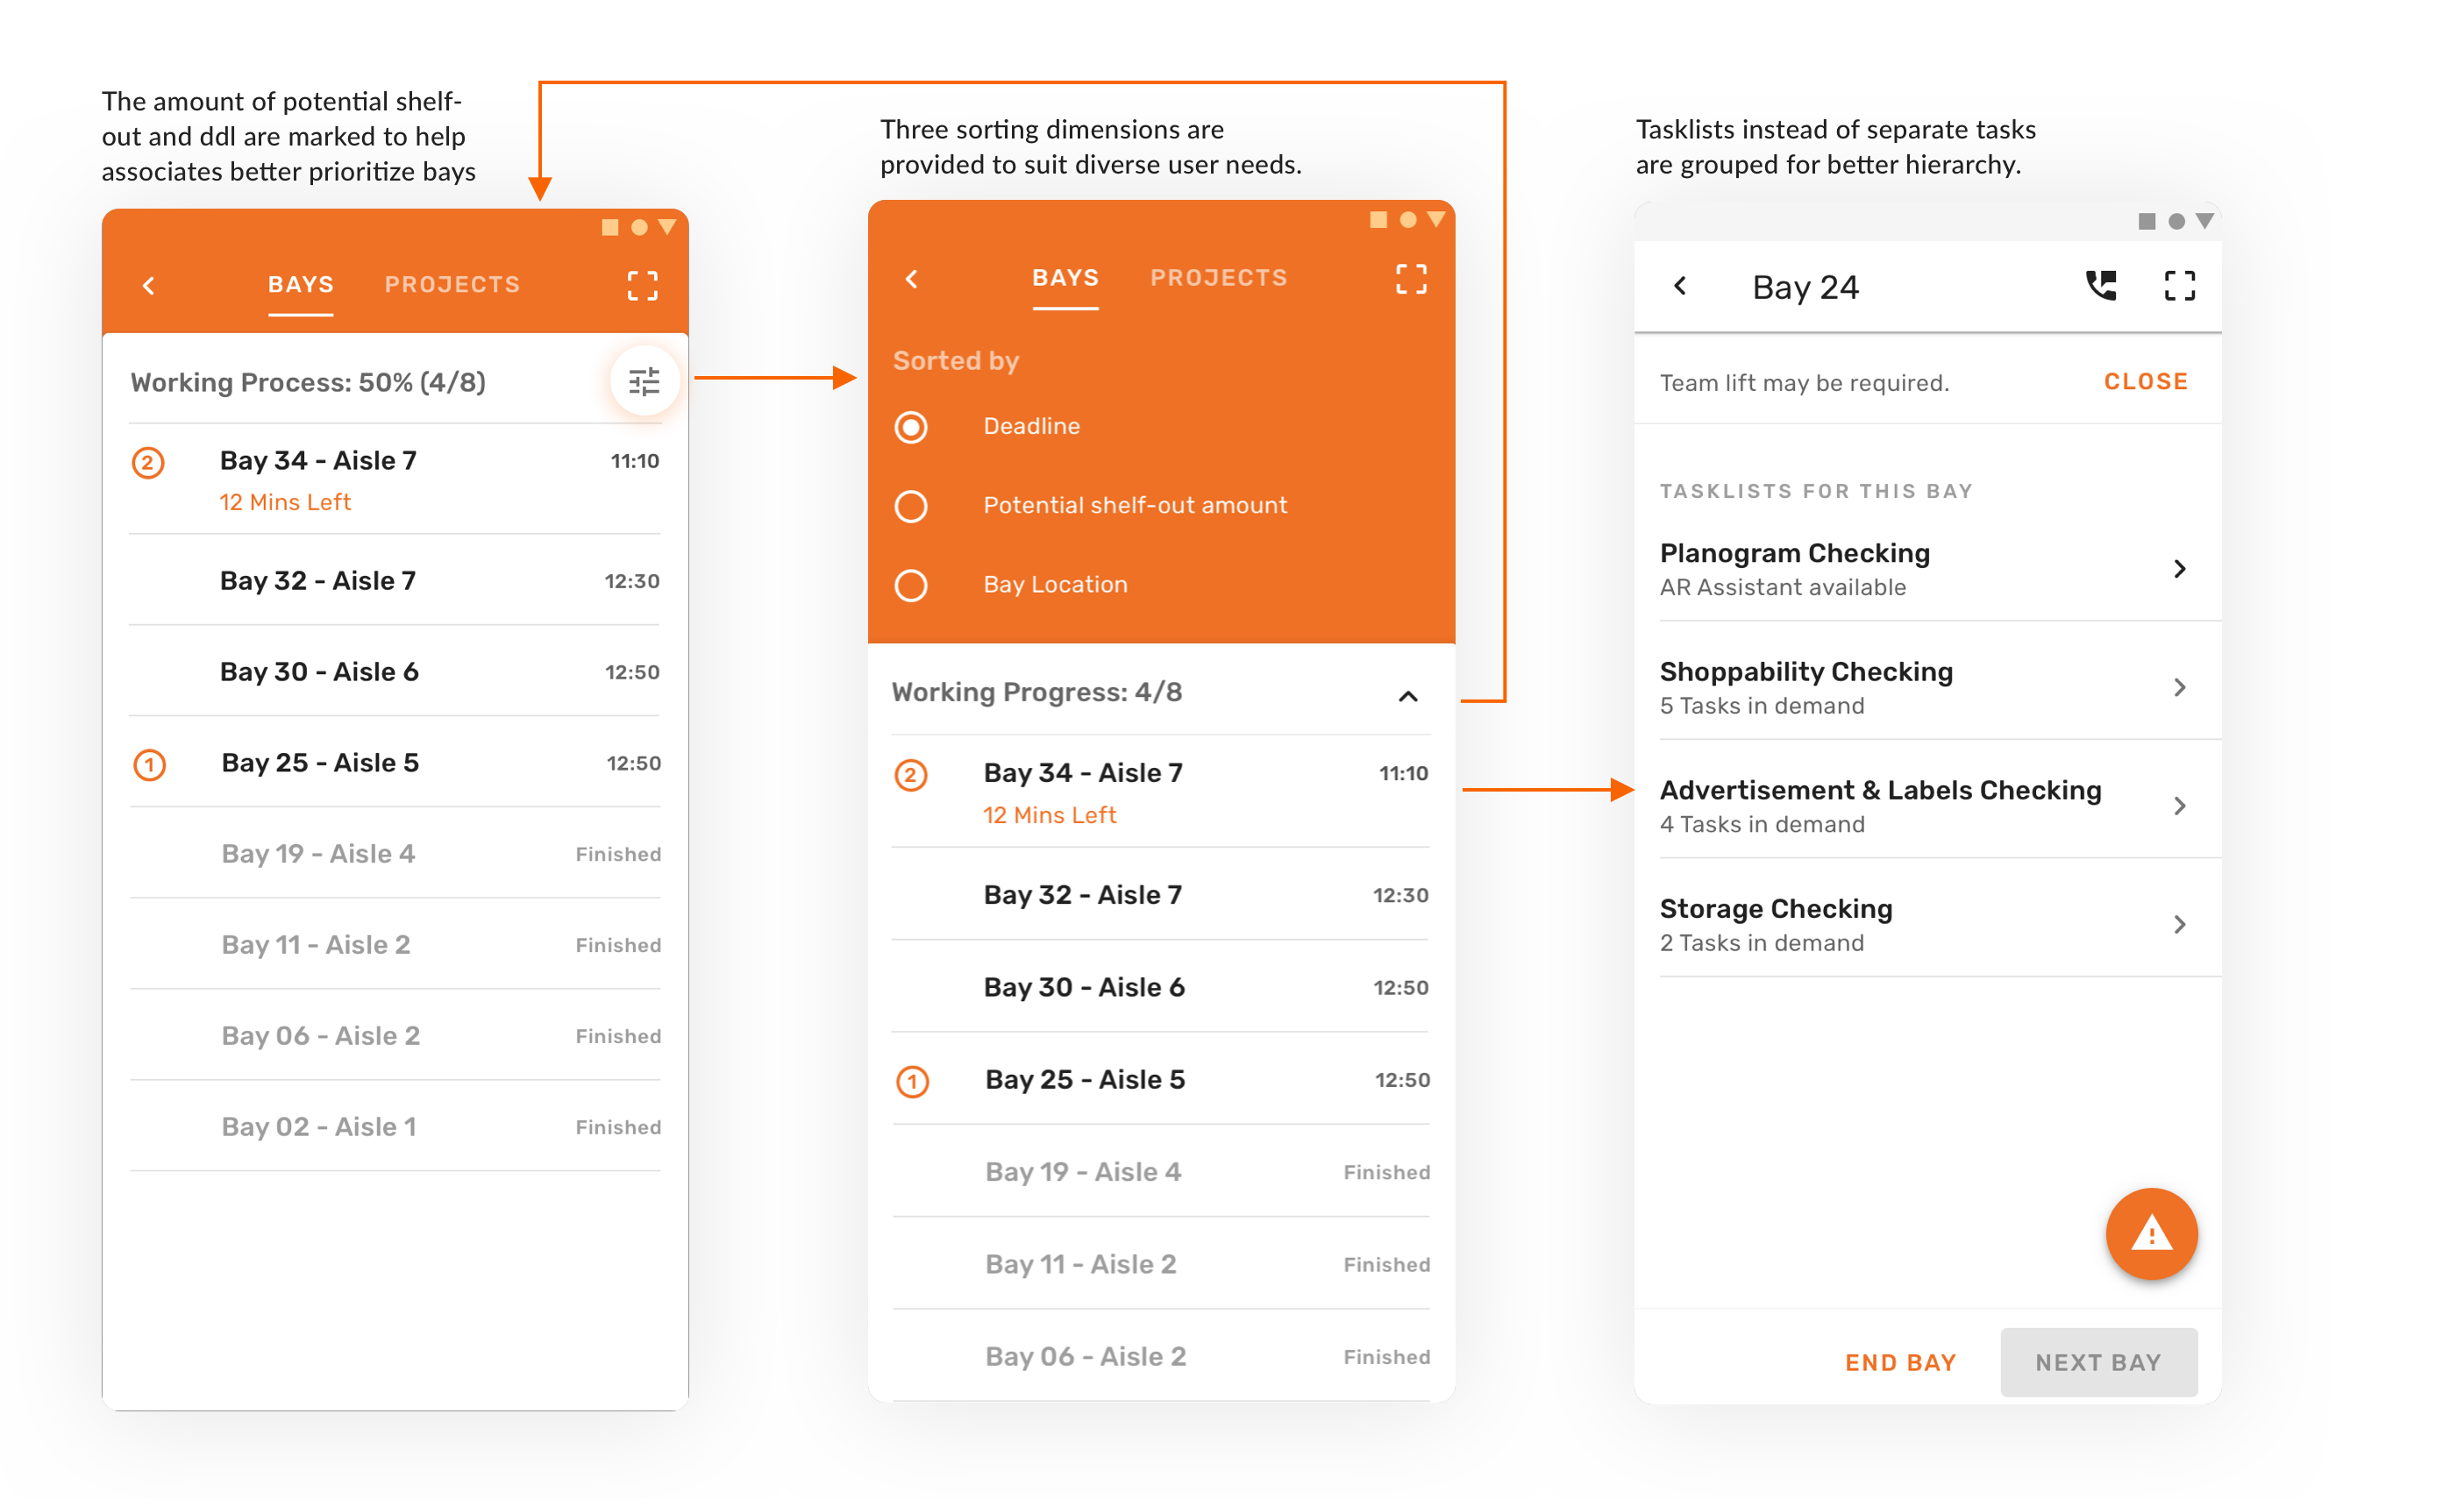 The amount of potential shelf-
out and ddl are marked to help
associates better prioritize bays
BAYS PROJECTS
Working Process: 50% (4/8)
2 Bay 34 - Aisle 7 11:10
12 Mins Left
Bay 32 - Aisle 7 12:30
Bay 30 - Aisle 6 12:50
1 Bay 25 - Aisle 5 12:50
Bay 19 - Aisle 4 Finished
Bay 11 - Aisle 2 Finished
Bay 06 - Aisle 2 Finished
Bay 02 - Aisle 1 Finished
Three sorting dimensions are
provided to suit diverse user needs.
BAYS PROJECTS
Sorted by
Deadline
Potential shelf-out amount
Bay Location
Working Progress: 4/8
2 Bay 34 - Aisle 7 11:10
12 Mins Left
Bay 32 - Aisle 7 12:30
Bay 30 - Aisle 6 12:50
1 Bay 25 - Aisle 5 12:50
Bay 19 - Aisle 4 Finished
Bay 11 - Aisle 2 Finished
Bay 06 - Aisle 2 Finished
Tasklists instead of separate tasks
are grouped for better hierarchy.
Bay 24
Team lift may be required. CLOSE
TASKLISTS FOR THIS BAY
Planogram Checking
AR Assistant available
Shoppability Checking
5 Tasks in demand
Advertisement & Labels Checking
4 Tasks in demand
Storage Checking
2 Tasks in demand
END BAY NEXT BAY